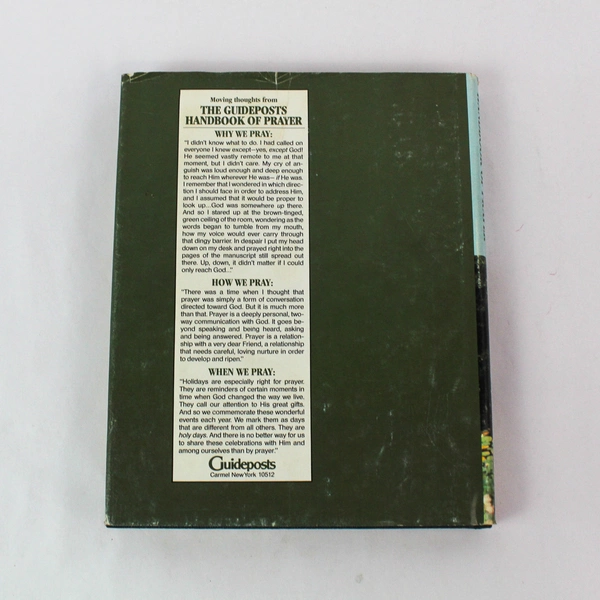 Moving thoughts from
THE GUIDEPOSTS
HANDBOOK OF PRAYER
WHY WE PRAY:
"I didn't know what to do. I had called on
everyone I knew except—yes, except God!
He seemed vastly remote to me at that
moment, but I didn't care. My cry of an-
guish was loud enough and deep enough
to reach Him wherever He was—if He was.
I remember that I wondered in which direc-
tion I should face in order to address Him,
and I assumed that it would be proper to
look up...God was somewhere up there.
And so I stared up at the brown-tinged,
green ceiling of the room, wondering as the
words began to tumble from my mouth,
how my voice would ever carry through
that dingy barrier. In despair I put my head
down on my desk and prayed right into the
pages of the manuscript still spread out
there. Up, down, it didn't matter if I could
only reach God..."
HOW WE PRAY:
"There was a time when I thought that
prayer was simply a form of conversation
directed toward God. But it is much more
than that. Prayer is a deeply personal, two-
way communication with God. It goes be-
yond speaking and being heard, asking
and being answered. Prayer is a relation-
ship with a very dear Friend, a relationship
that needs careful, loving nurture in order
to develop and ripen."
WHEN WE PRAY:
"Holidays are especially right for prayer.
They are reminders of certain moments in
time when God changed the way we live.
They call our attention to His great gifts.
And so we commemorate these wonderful
events each year. We mark them as days
that are different from all others. They are
holy days. And there is no better way for us
to share these celebrations with Him and
among ourselves than by prayer."
Guideposts
Carmel New York 10512